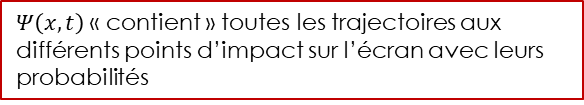 𝛹(𝑥,𝑡) « contient » toutes les trajectoires aux
différents points d’impact sur l’écran avec leurs
probabilités